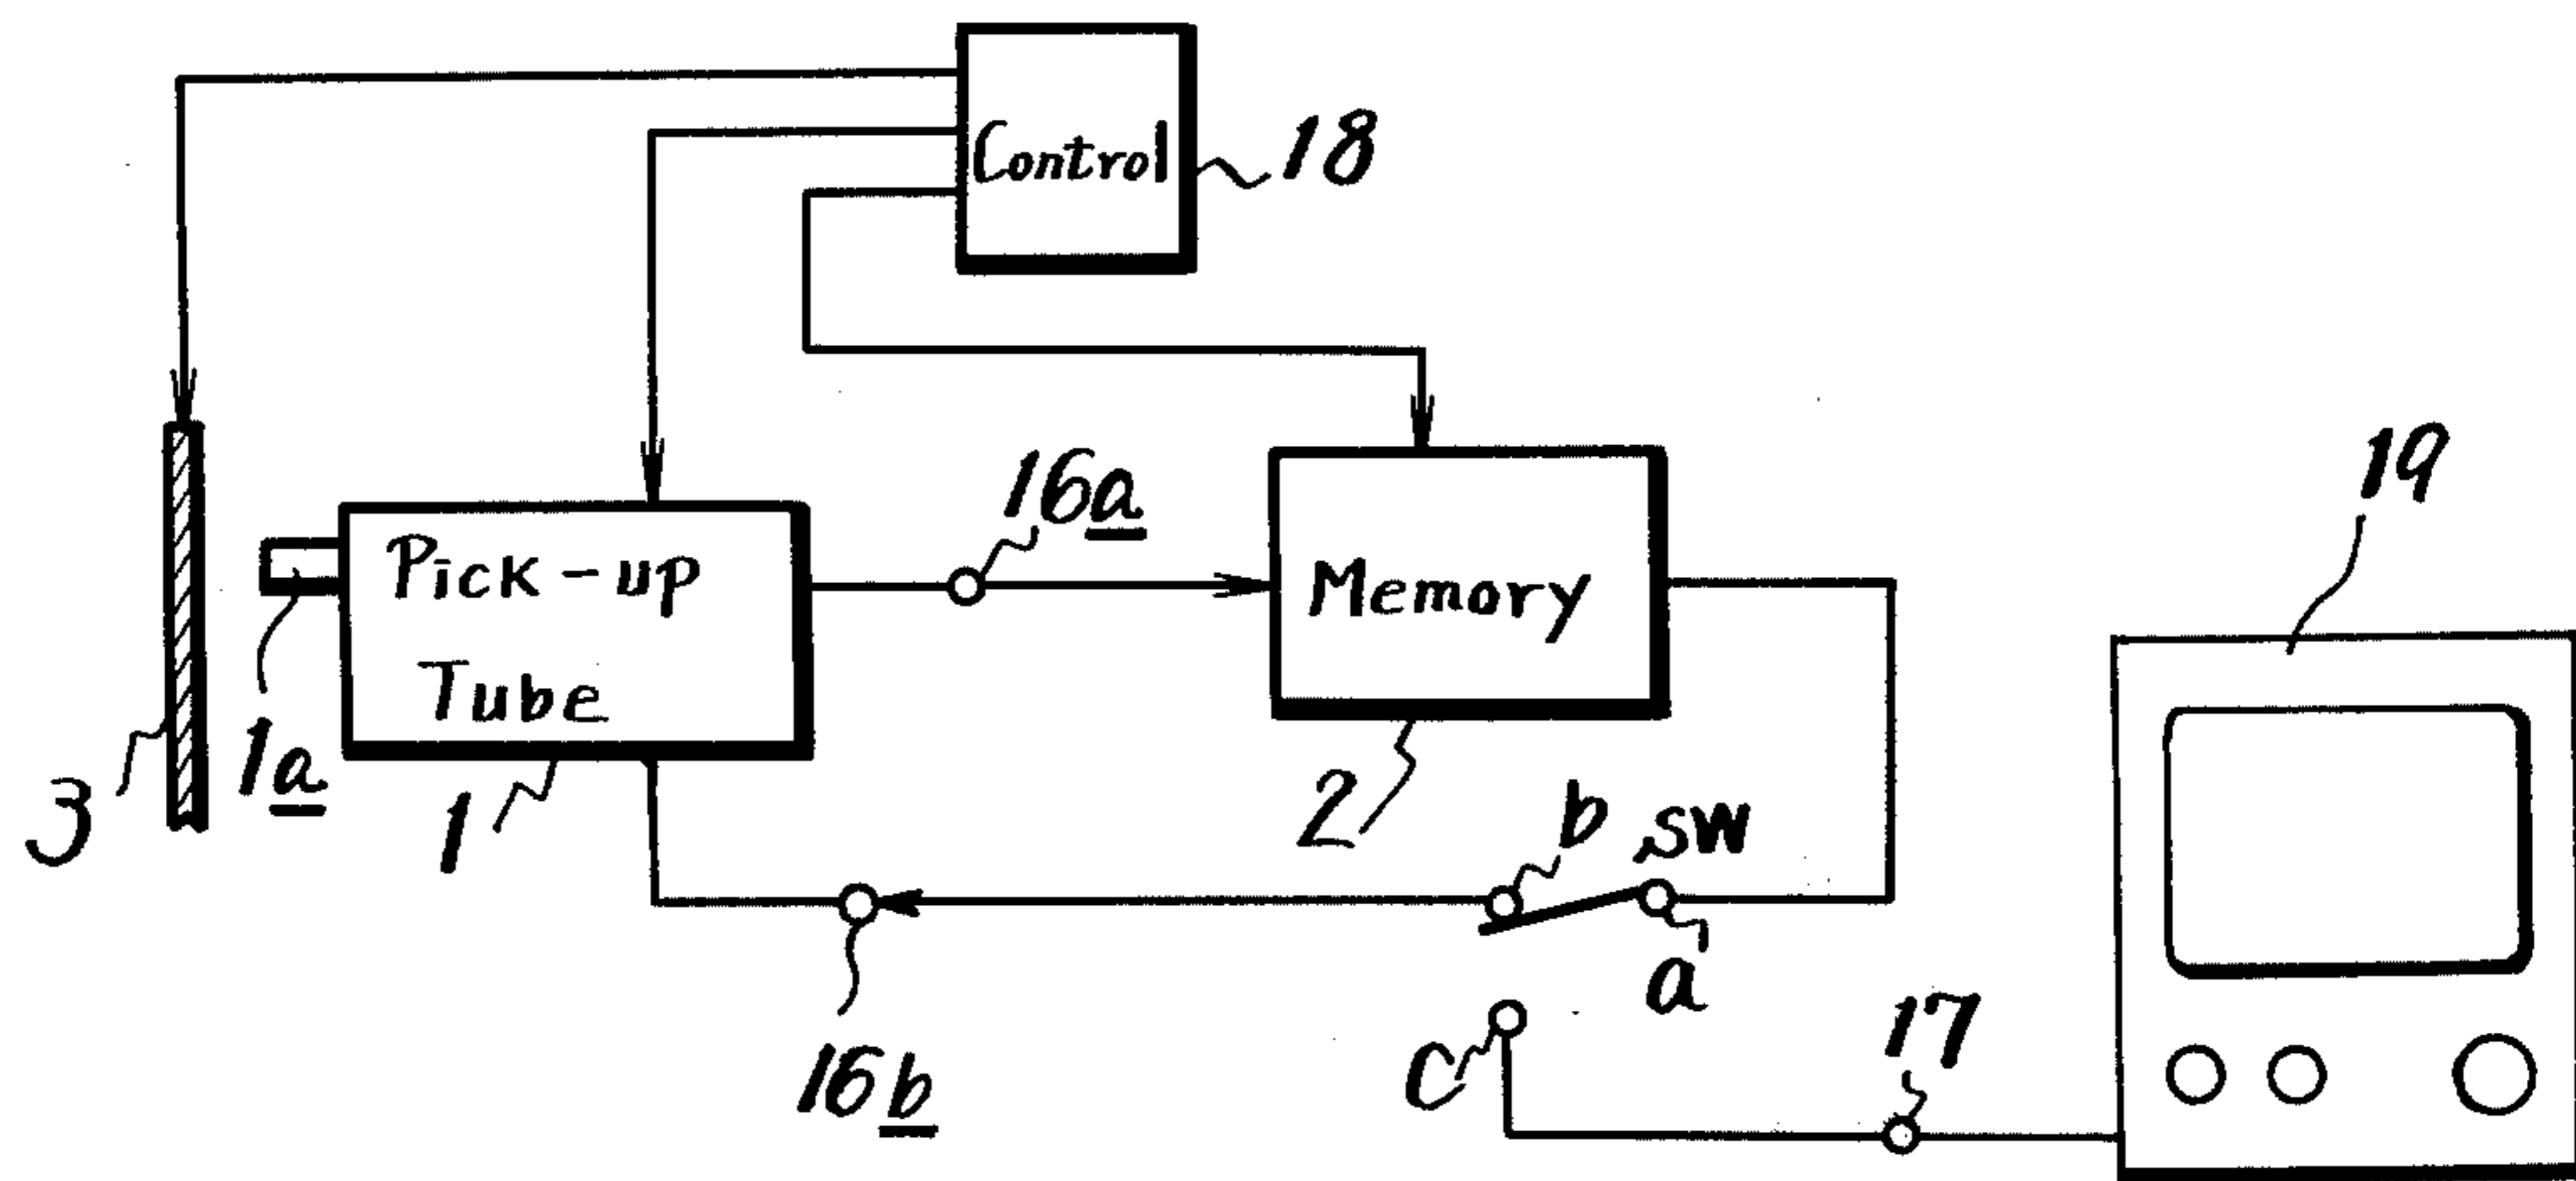 Control
18
16a
19
Pick-up
Tube
Memory
3
1a
1
2
b
SW
a
16b
C
17